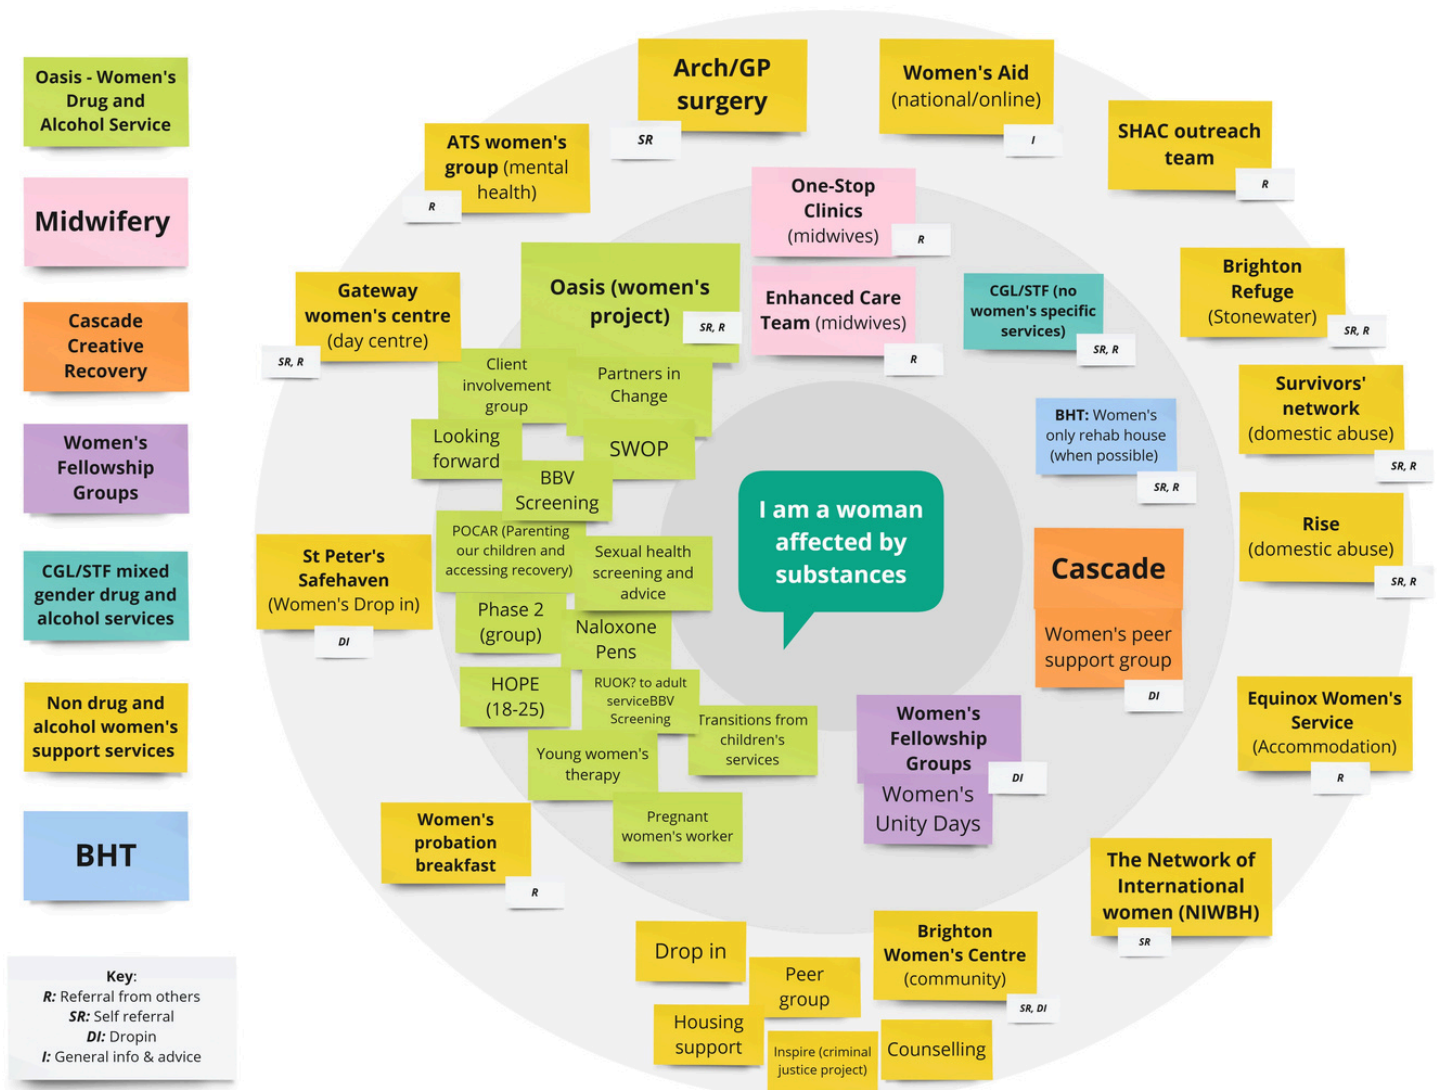 Oasis - Women's
Drug and
Alcohol Service
Midwifery
Cascade
Creative
Recovery
Women's
Fellowship
Groups
CGL/STF mixed
gender drug and
alcohol services
Non drug and
alcohol women's
support services
BHT
Key:
R: Referral from others
SR: Self referral
DI: Dropin
I: General info & advice
Arch/GP
surgery
SR
Women's Aid
(national/online)
I
SHAC outreach
team
R
ATS women's
group (mental
health)
R
One-Stop
Clinics
(midwives)
R
Enhanced Care
Team (midwives)
R
CGL/STF (no
women's specific
services)
SR, R
Brighton
Refuge
(Stonewater)
SR, R
Gateway
women's centre
(day centre)
SR, R
Oasis (women's
project)
SR, R
Client
involvement
group
Partners in
Change
Looking
forward
SWOP
BBV
Screening
POCAR (Parenting
our children and
accessing recovery)
Sexual health
screening and
advice
Phase 2
(group)
Naloxone
Pens
HOPE
(18-25)
RUOK? to adult
serviceBBV
Screening
Transitions from
children's
services
Young women's
therapy
Pregnant
women's worker
I am a woman
affected by
substances
BHT: Women's
only rehab house
(when possible)
SR, R
Survivors'
network
(domestic abuse)
SR, R
Rise
(domestic abuse)
SR, R
Cascade
Women's peer
support group
DI
St Peter's
Safehaven
(Women's Drop in)
DI
Women's
Fellowship
Groups
DI
Women's
Unity Days
Equinox Women's
Service
(Accommodation)
R
Women's
probation
breakfast
R
The Network of
International
women (NIWBH)
SR
Brighton
Women's Centre
(community)
SR, DI
Drop in
Peer
group
Housing
support
Inspire (criminal
justice project)
Counselling